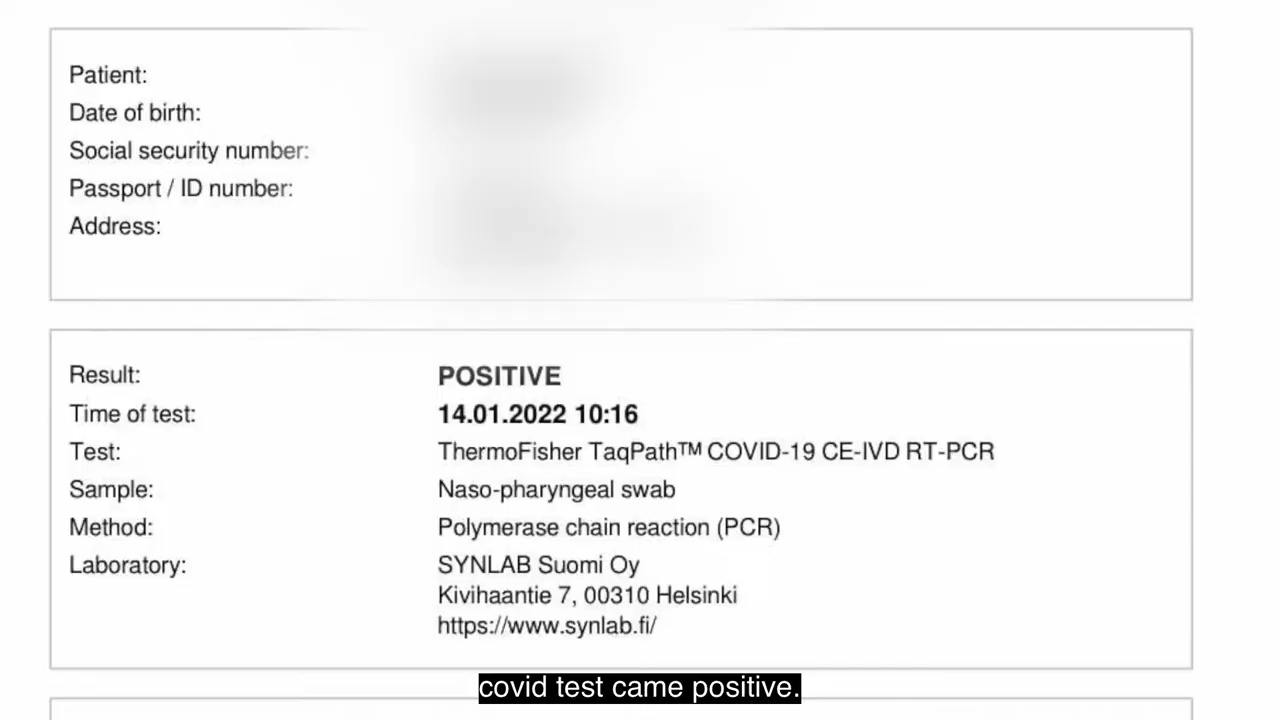 Patient:
Date of birth:
Social security number:
Passport / ID number:
Address:
Result: POSITIVE
Time of test: 14.01.2022 10:16
Test: ThermoFisher TaqPath™ COVID-19 CE-IVD RT-PCR
Sample: Naso-pharyngeal swab
Method: Polymerase chain reaction (PCR)
Laboratory: SYNLAB Suomi Oy
Kivihaantie 7, 00310 Helsinki
https://www.synlab.fi/
covid test came positive.